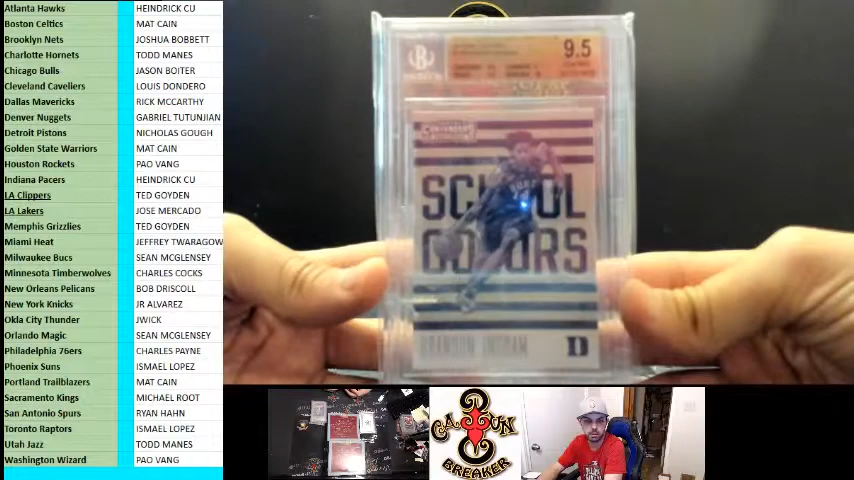 Atlanta Hawks HEINDRICK CU
Boston Celtics MAT CAIN
Brooklyn Nets JOSHUA BOBBETT
Charlotte Hornets TODD MANES
Chicago Bulls JASON BOITER
Cleveland Caveliers LOUIS DONDERO
Dallas Mavericks RICK MCCARTHY
Denver Nuggets GABRIEL TUTUNJIAN
Detroit Pistons NICHOLAS GOUGH
Golden State Warriors MAT CAIN
Houston Rockets PAO VANG
Indiana Pacers HEINDRICK CU
LA Clippers TED GOYDEN
LA Lakers JOSE MERCADO
Memphis Grizzlies TED GOYDEN
Miami Heat JEFFREY TWARAGOW
Milwaukee Bucs SEAN MCGLENSEY
Minnesota Timberwolves CHARLES COCKS
New Orleans Pelicans BOB DRISCOLL
New York Knicks JR ALVAREZ
Okla City Thunder JWICK
Orlando Magic SEAN MCGLENSEY
Philadelphia 76ers CHARLES PAYNE
Phoenix Suns ISMAEL LOPEZ
Portland Trailblazers MAT CAIN
Sacramento Kings MICHAEL ROOT
San Antonio Spurs RYAN HAHN
Toronto Raptors ISMAEL LOPEZ
Utah Jazz TODD MANES
Washington Wizard PAO VANG
9.5
CONTENDERS
SCHOOL
COLORS
BRANDON INGRAM D
CAJUN
BREAKER